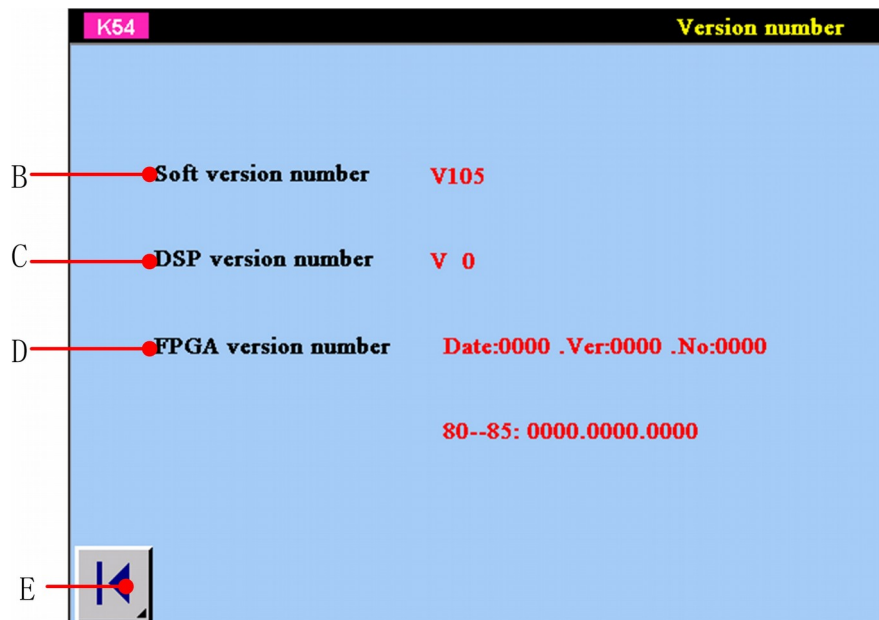 K54 Version number
B Soft version number V105
C DSP version number V 0
D FPGA version number Date:0000 .Ver:0000 .No:0000
80--85: 0000.0000.0000
E